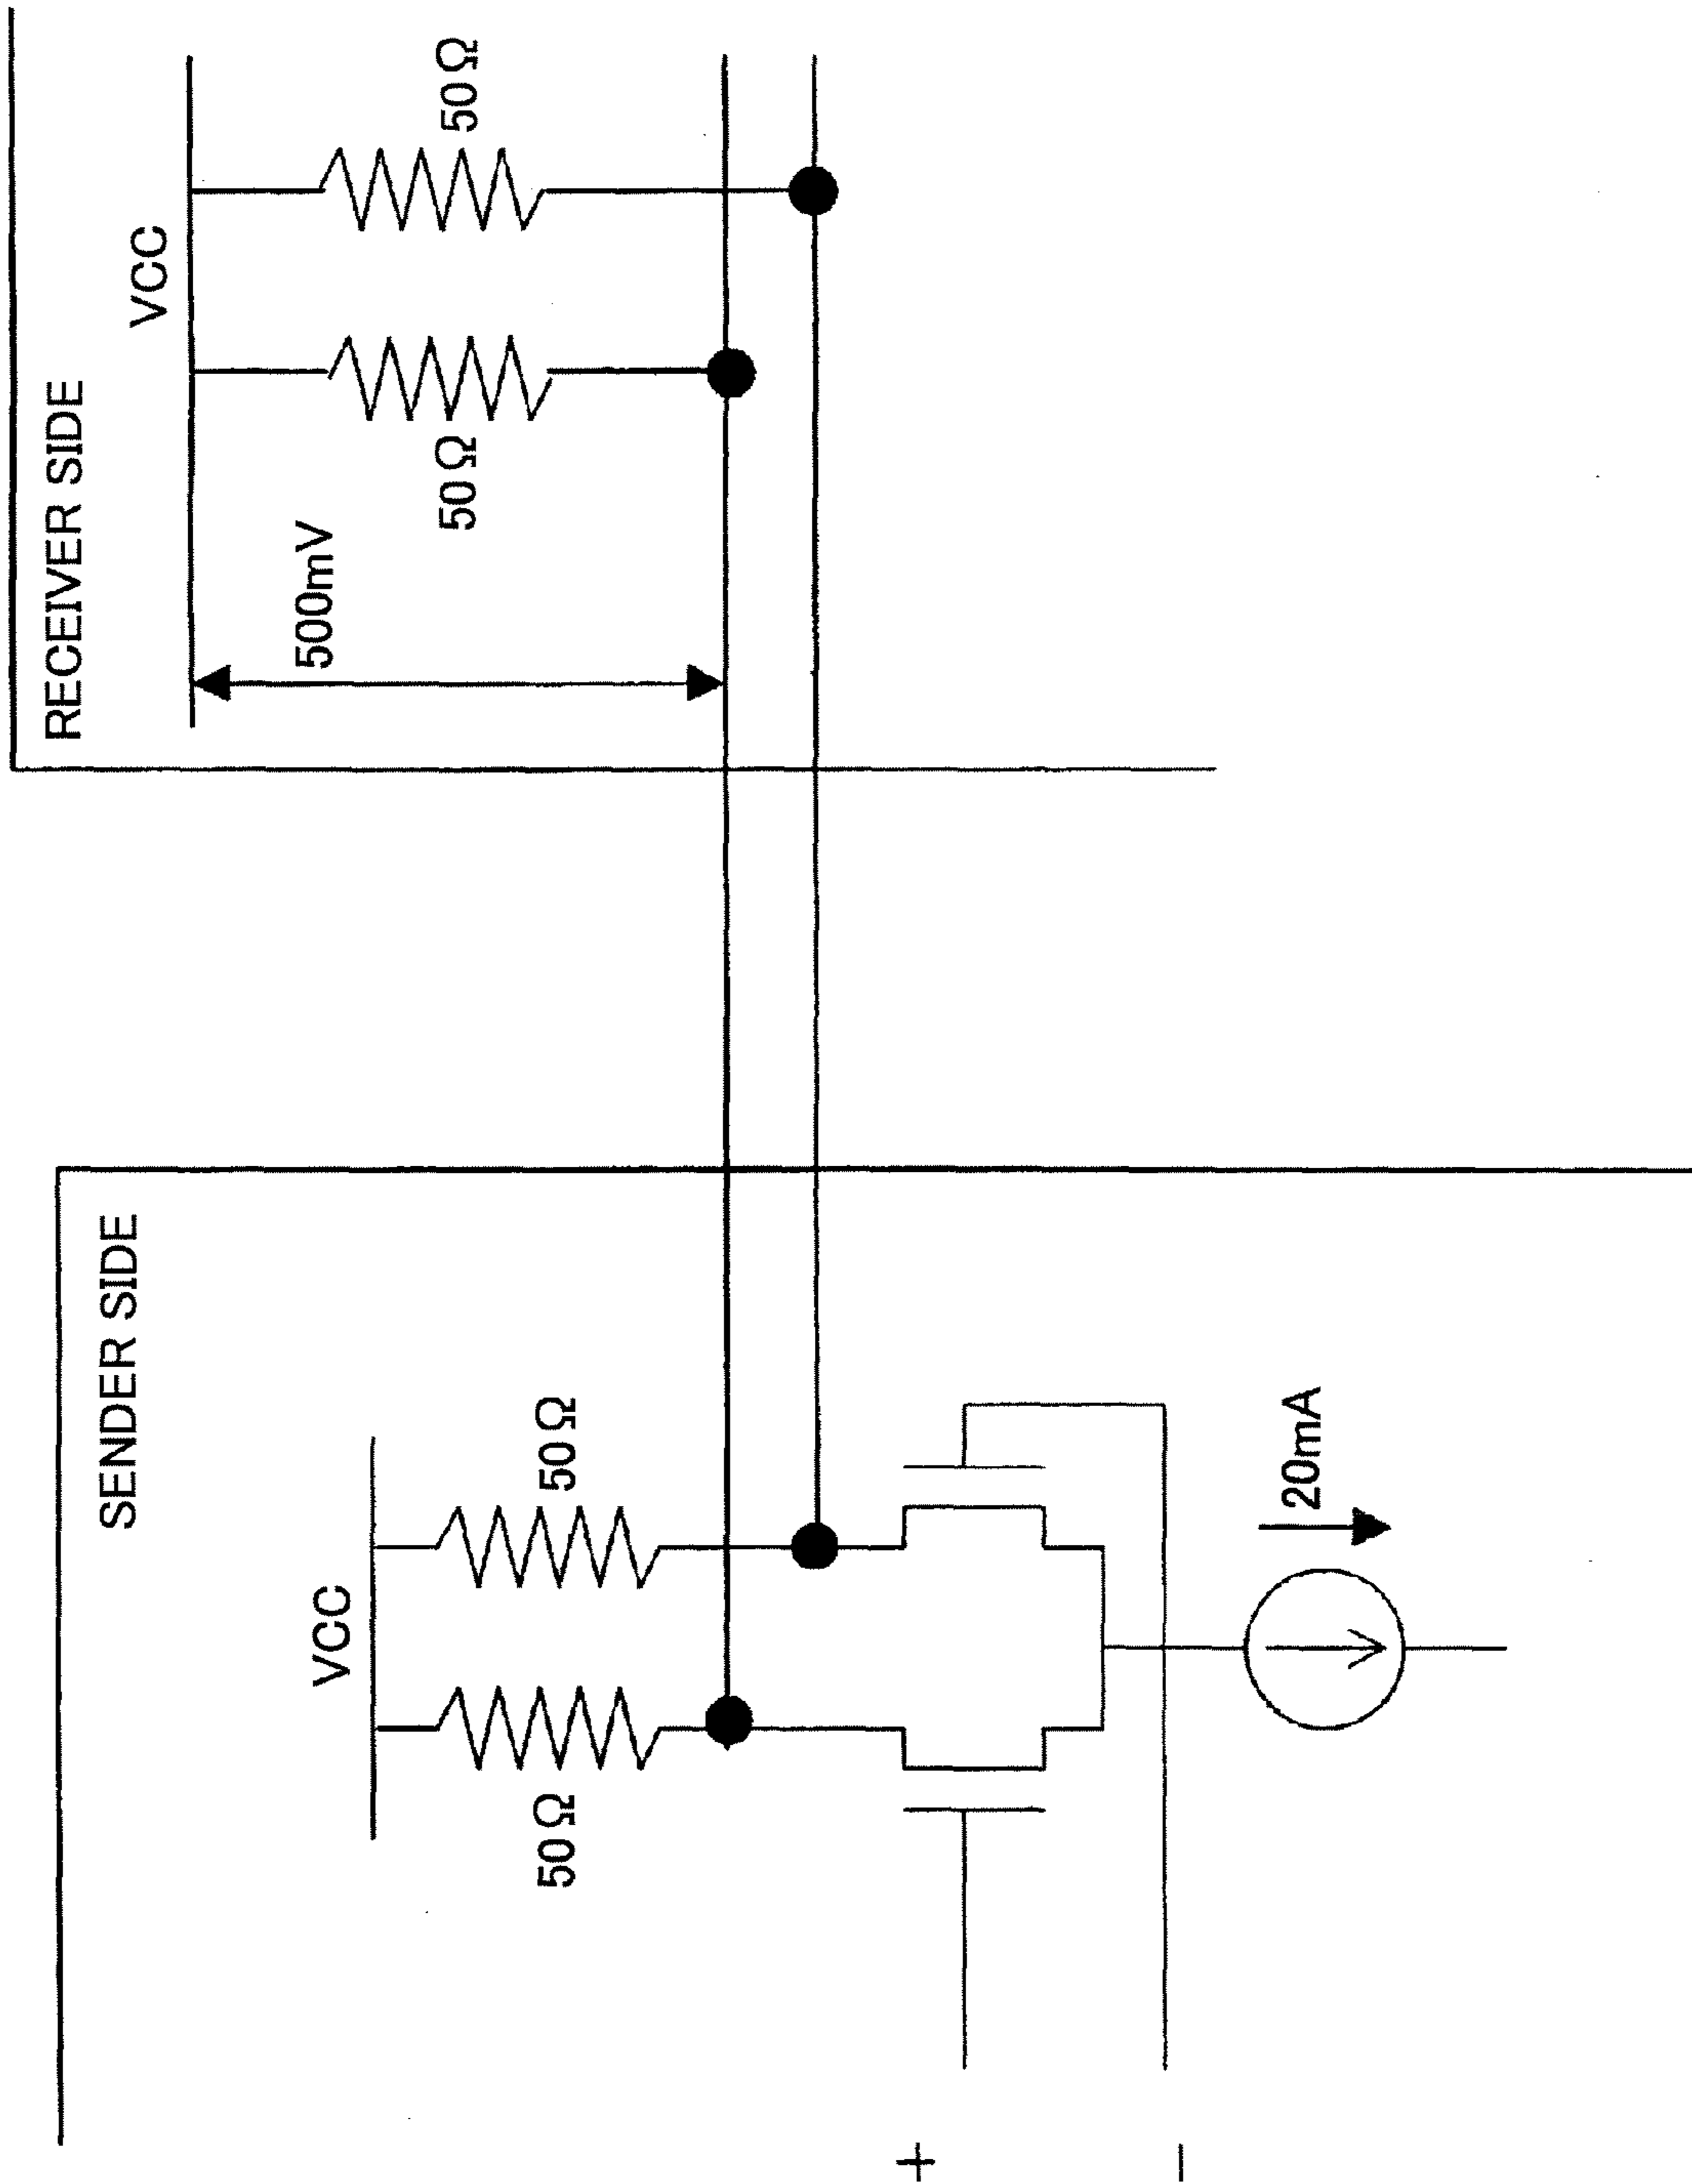 RECEIVER SIDE
VCC
500mV
50Ω
50Ω
SENDER SIDE
VCC
50Ω
50Ω
+
−
20mA